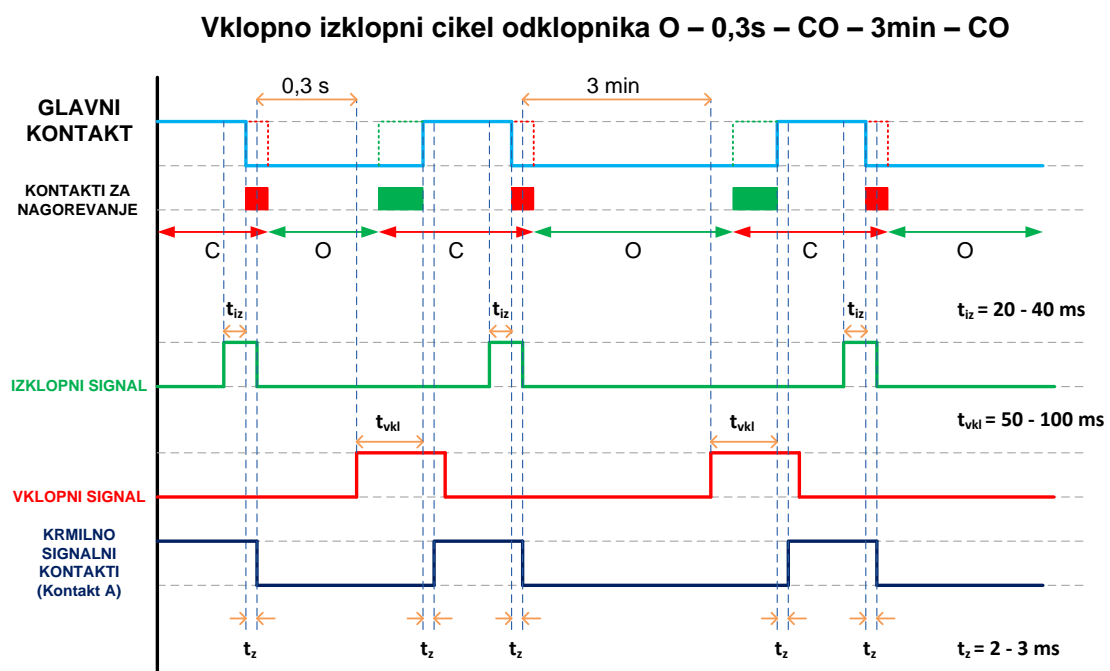 Vklopno izklopni cikel odklopnika O – 0,3s – CO – 3min – CO
0,3 s
3 min
GLAVNI
KONTAKT
KONTAKTI ZA
NAGOREVANJE
C
O
C
O
C
O
tiz
tiz
tiz
tiz = 20 - 40 ms
IZKLOPNI SIGNAL
tvkl
tvkl
tvkl = 50 - 100 ms
VKLOPNI SIGNAL
KRMILNO
SIGNALNI
KONTAKTI
(Kontakt A)
tz
tz
tz
tz
tz
tz = 2 - 3 ms